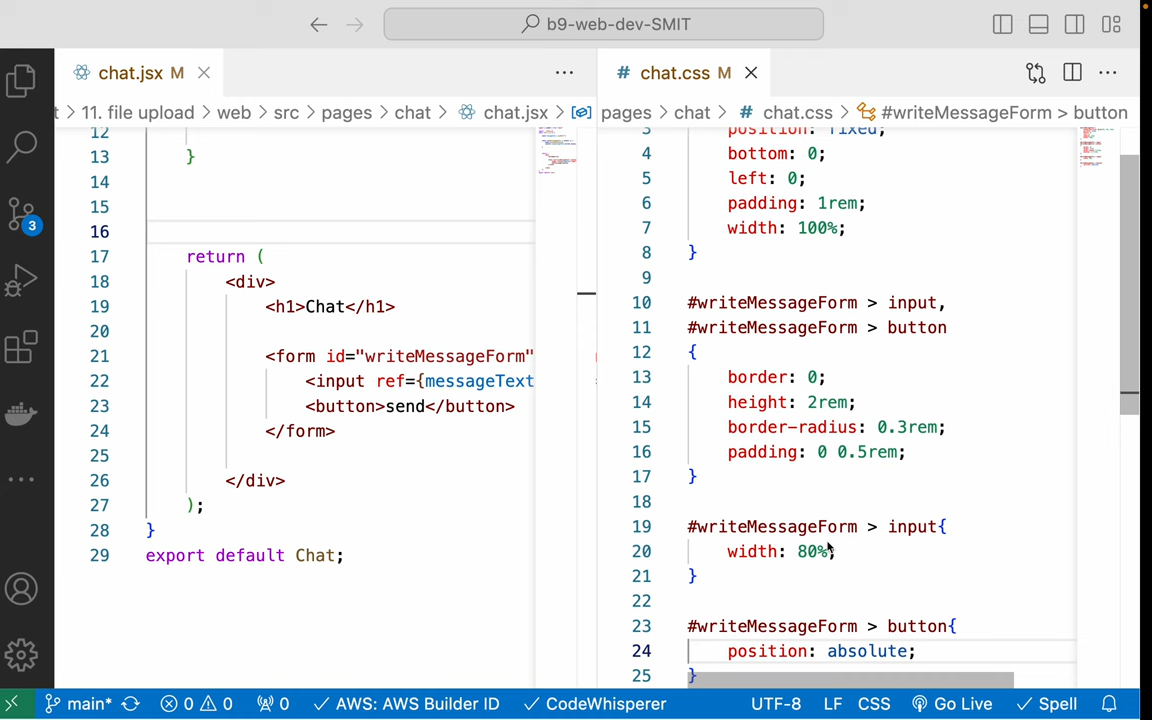 b9-web-dev-SMIT
chat.jsx M
# chat.css M
t > 11. file upload > web > src > pages > chat > chat.jsx >
pages > chat > # chat.css > #writeMessageForm > button
12
13 }
14
15
16
17 return (
18 <div>
19 <h1>Chat</h1>
20
21 <form id="writeMessageForm"
22 <input ref={messageText
23 <button>send</button>
24 </form>
25
26 </div>
27 );
28 }
29 export default Chat;
3 position: fixed;
4 bottom: 0;
5 left: 0;
6 padding: 1rem;
7 width: 100%;
8 }
9
10 #writeMessageForm > input,
11 #writeMessageForm > button
12 {
13 border: 0;
14 height: 2rem;
15 border-radius: 0.3rem;
16 padding: 0 0.5rem;
17 }
18
19 #writeMessageForm > input{
20 width: 80%;
21 }
22
23 #writeMessageForm > button{
24 position: absolute;
25 }
3
main* 0 0 0 AWS: AWS Builder ID CodeWhisperer UTF-8 LF CSS Go Live Spell